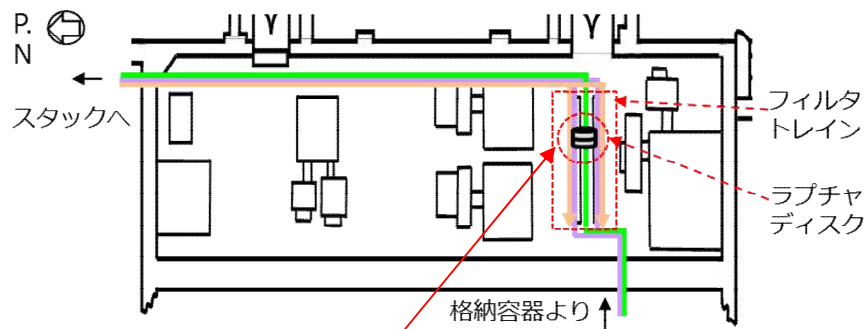 P.
N
スタックへ
フィルタ
トレイン
ラプチャ
ディスク
格納容器より